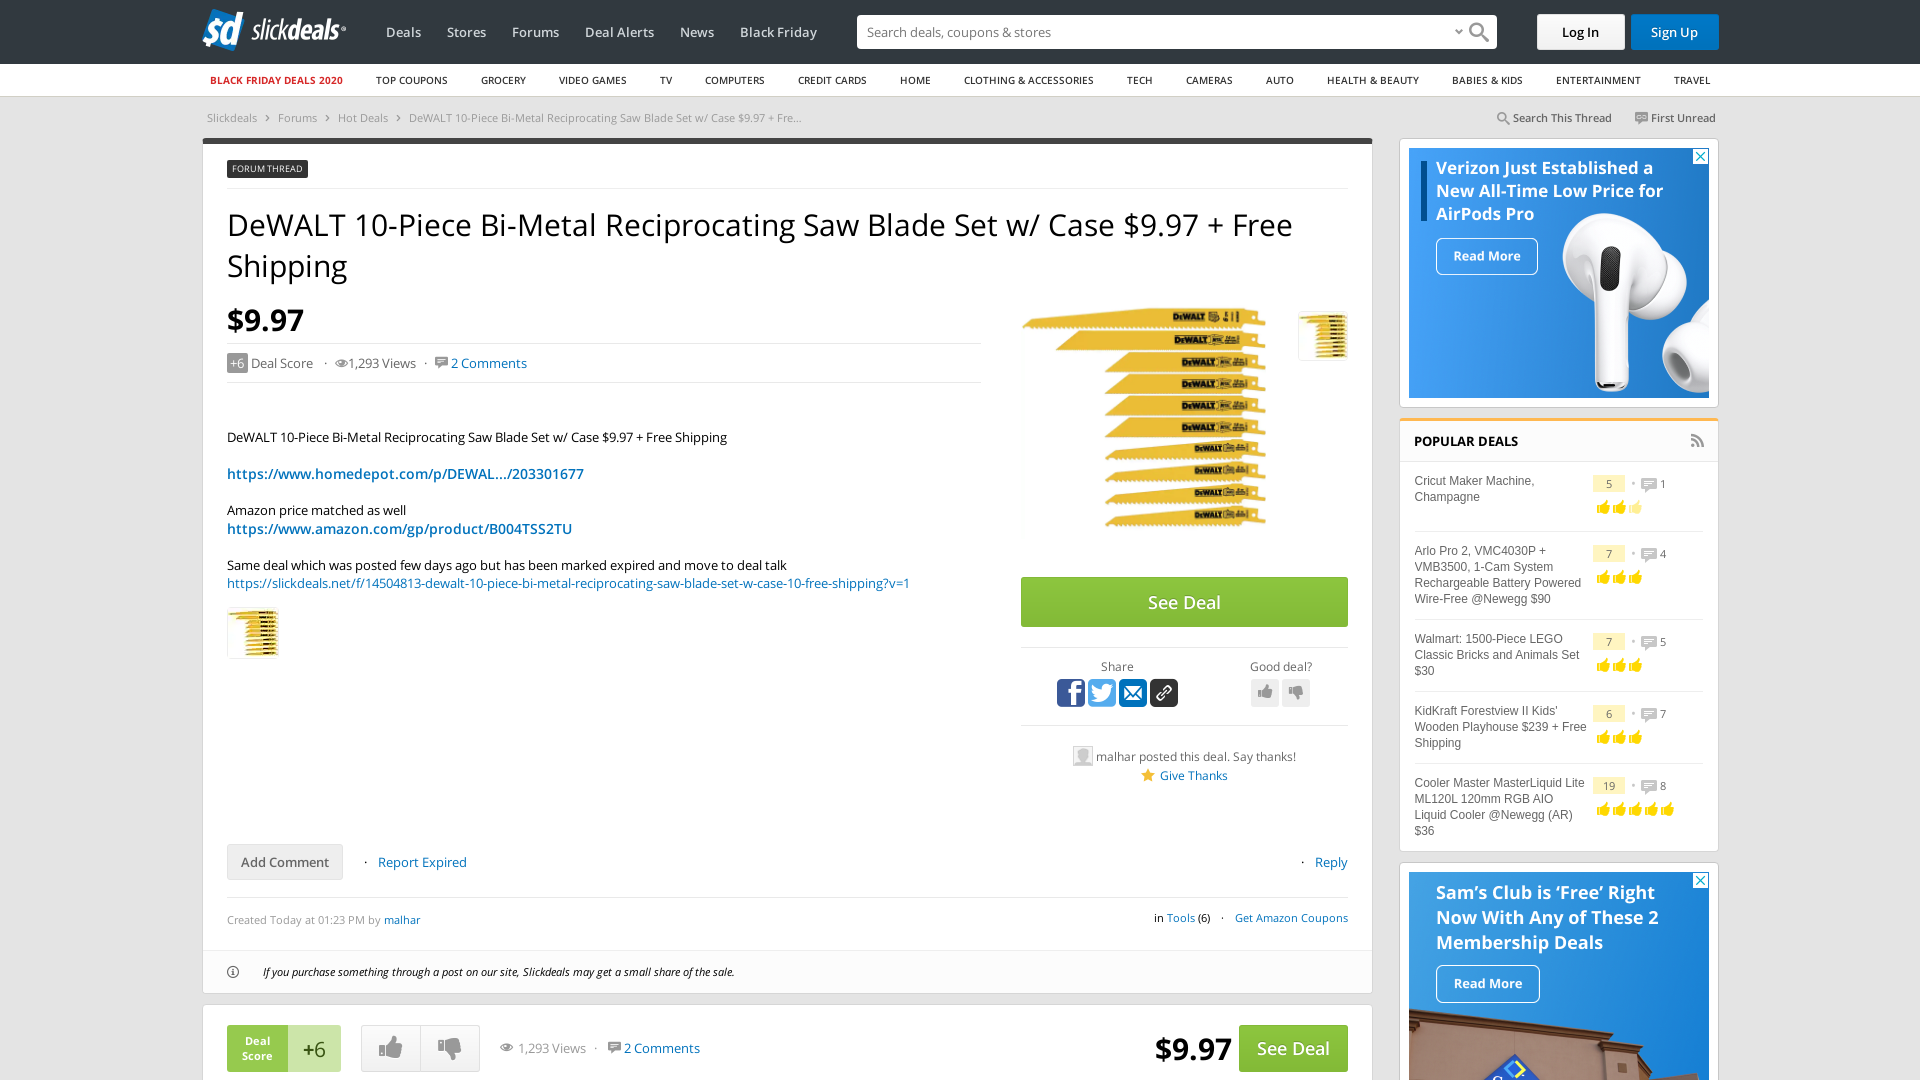 sd slickdeals
Deals Stores Forums Deal Alerts News Black Friday
Search deals, coupons & stores
Log In Sign Up
BLACK FRIDAY DEALS 2020 TOP COUPONS GROCERY VIDEO GAMES TV COMPUTERS CREDIT CARDS HOME CLOTHING & ACCESSORIES TECH CAMERAS AUTO HEALTH & BEAUTY BABIES & KIDS ENTERTAINMENT TRAVEL
Slickdeals › Forums › Hot Deals › DeWALT 10-Piece Bi-Metal Reciprocating Saw Blade Set w/ Case $9.97 + Fre...
Search This Thread First Unread
FORUM THREAD
DeWALT 10-Piece Bi-Metal Reciprocating Saw Blade Set w/ Case $9.97 + Free
Shipping
$9.97
+6 Deal Score · 1,293 Views · 2 Comments
DeWALT 10-Piece Bi-Metal Reciprocating Saw Blade Set w/ Case $9.97 + Free Shipping
https://www.homedepot.com/p/DEWAL.../203301677
Amazon price matched as well
https://www.amazon.com/gp/product/B004TSS2TU
Same deal which was posted few days ago but has been marked expired and move to deal talk
https://slickdeals.net/f/14504813-dewalt-10-piece-bi-metal-reciprocating-saw-blade-set-w-case-10-free-shipping?v=1
DEWALT
DEWALT
DEWALT
DEWALT
DEWALT
DEWALT
DEWALT
DEWALT
DEWALT
DEWALT
See Deal
Share Good deal?
malhar posted this deal. Say thanks!
Give Thanks
Add Comment · Report Expired · Reply
Created Today at 01:23 PM by malhar
in Tools (6) · Get Amazon Coupons
If you purchase something through a post on our site, Slickdeals may get a small share of the sale.
Deal
Score
+6
1,293 Views · 2 Comments
$9.97 See Deal
Verizon Just Established a
New All-Time Low Price for
AirPods Pro
Read More
POPULAR DEALS
Cricut Maker Machine,
Champagne
5 • 1
Arlo Pro 2, VMC4030P +
VMB3500, 1-Cam System
Rechargeable Battery Powered
Wire-Free @Newegg $90
7 • 4
Walmart: 1500-Piece LEGO
Classic Bricks and Animals Set
$30
7 • 5
KidKraft Forestview II Kids'
Wooden Playhouse $239 + Free
Shipping
6 • 7
Cooler Master MasterLiquid Lite
ML120L 120mm RGB AIO
Liquid Cooler @Newegg (AR)
$36
19 • 8
Sam’s Club is ‘Free’ Right
Now With Any of These 2
Membership Deals
Read More